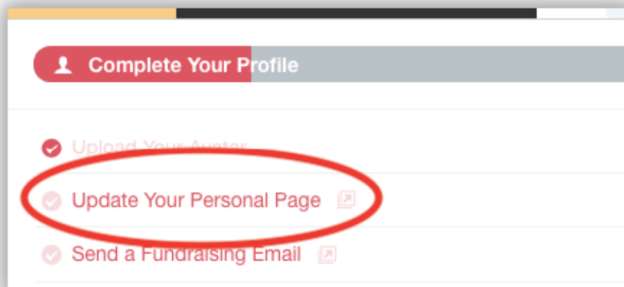 Complete Your Profile
Upload Your Avatar
Update Your Personal Page
Send a Fundraising Email